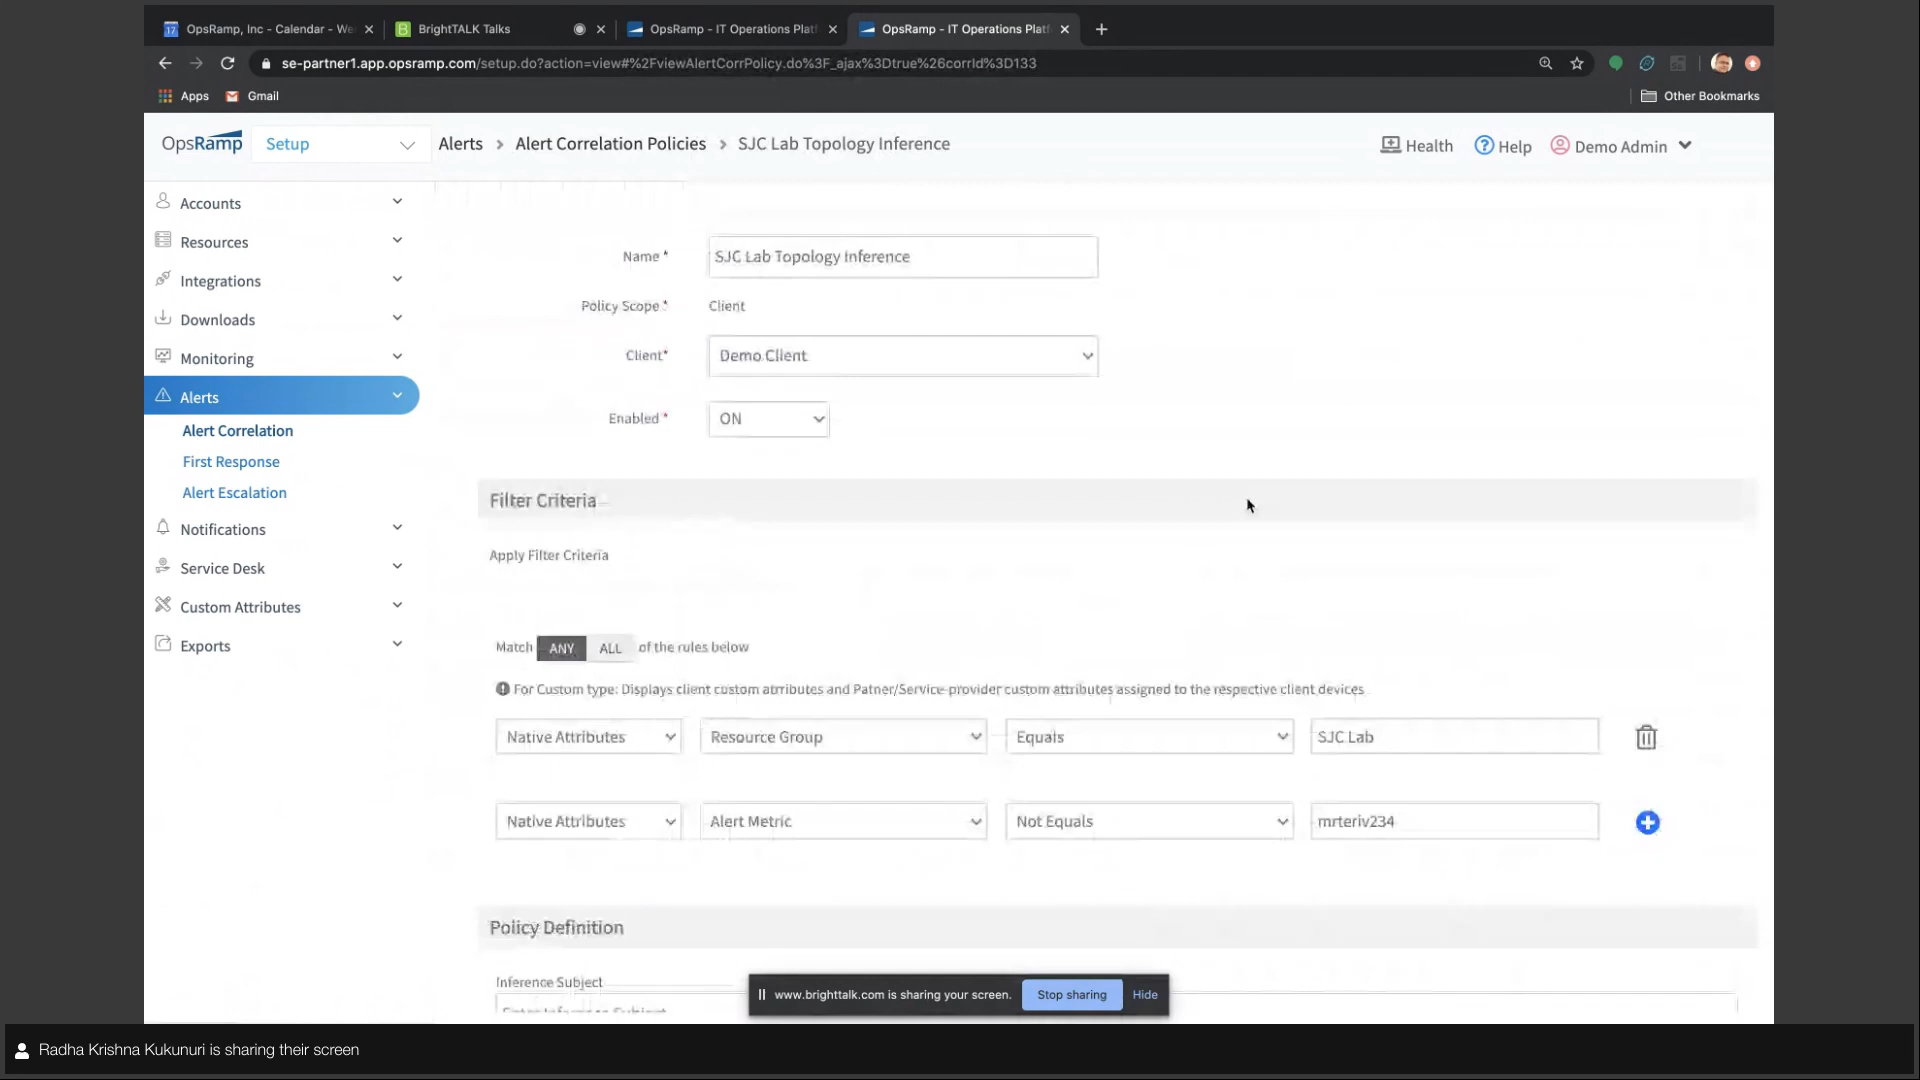 OpsRamp, Inc - Calendar - We
BrightTALK Talks
OpsRamp - IT Operations Platf
OpsRamp - IT Operations Platf
se-partner1.app.opsramp.com/setup.do?action=view#%2FviewAlertCorrPolicy.do%3F_ajax%3Dtrue%26corrId%3D133
Apps
Gmail
Other Bookmarks
OpsRamp
Setup
Alerts > Alert Correlation Policies > SJC Lab Topology Inference
Health
Help
Demo Admin
Accounts
Resources
Integrations
Downloads
Monitoring
Alerts
Alert Correlation
First Response
Alert Escalation
Notifications
Service Desk
Custom Attributes
Exports
Name * SJC Lab Topology Inference
Policy Scope * Client
Client* Demo Client
Enabled * ON
Filter Criteria
Apply Filter Criteria
Match ANY ALL of the rules below
For Custom type: Displays client custom attributes and Patner/Service-provider custom attributes assigned to the respective client devices
Native Attributes Resource Group Equals SJC Lab
Native Attributes Alert Metric Not Equals mrteriv234
Policy Definition
Inference Subject
www.brighttalk.com is sharing your screen. Stop sharing Hide
Radha Krishna Kukunuri is sharing their screen